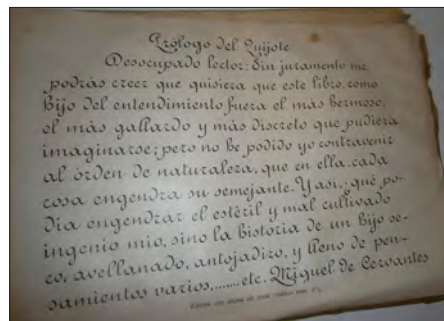 Prólogo del Quijote
Desocupado lector: Sin juramento me
podrás creer que quisiera que este libro, como
hijo del entendimiento fuera el más hermoso,
el más gallardo y más discreto que pudiera
imaginarse; pero no he podido yo contravenir
al órden de naturaleza, que en ella, cada
cosa engendra su semejante. Y así, ¿qué po-
día engendrar el estéril y mal cultivado
ingenio mío, sino la historia de un hijo se-
co, avellanado, antojadizo, y lleno de pen-
samientos varios,.......etc. Miguel de Cervantes